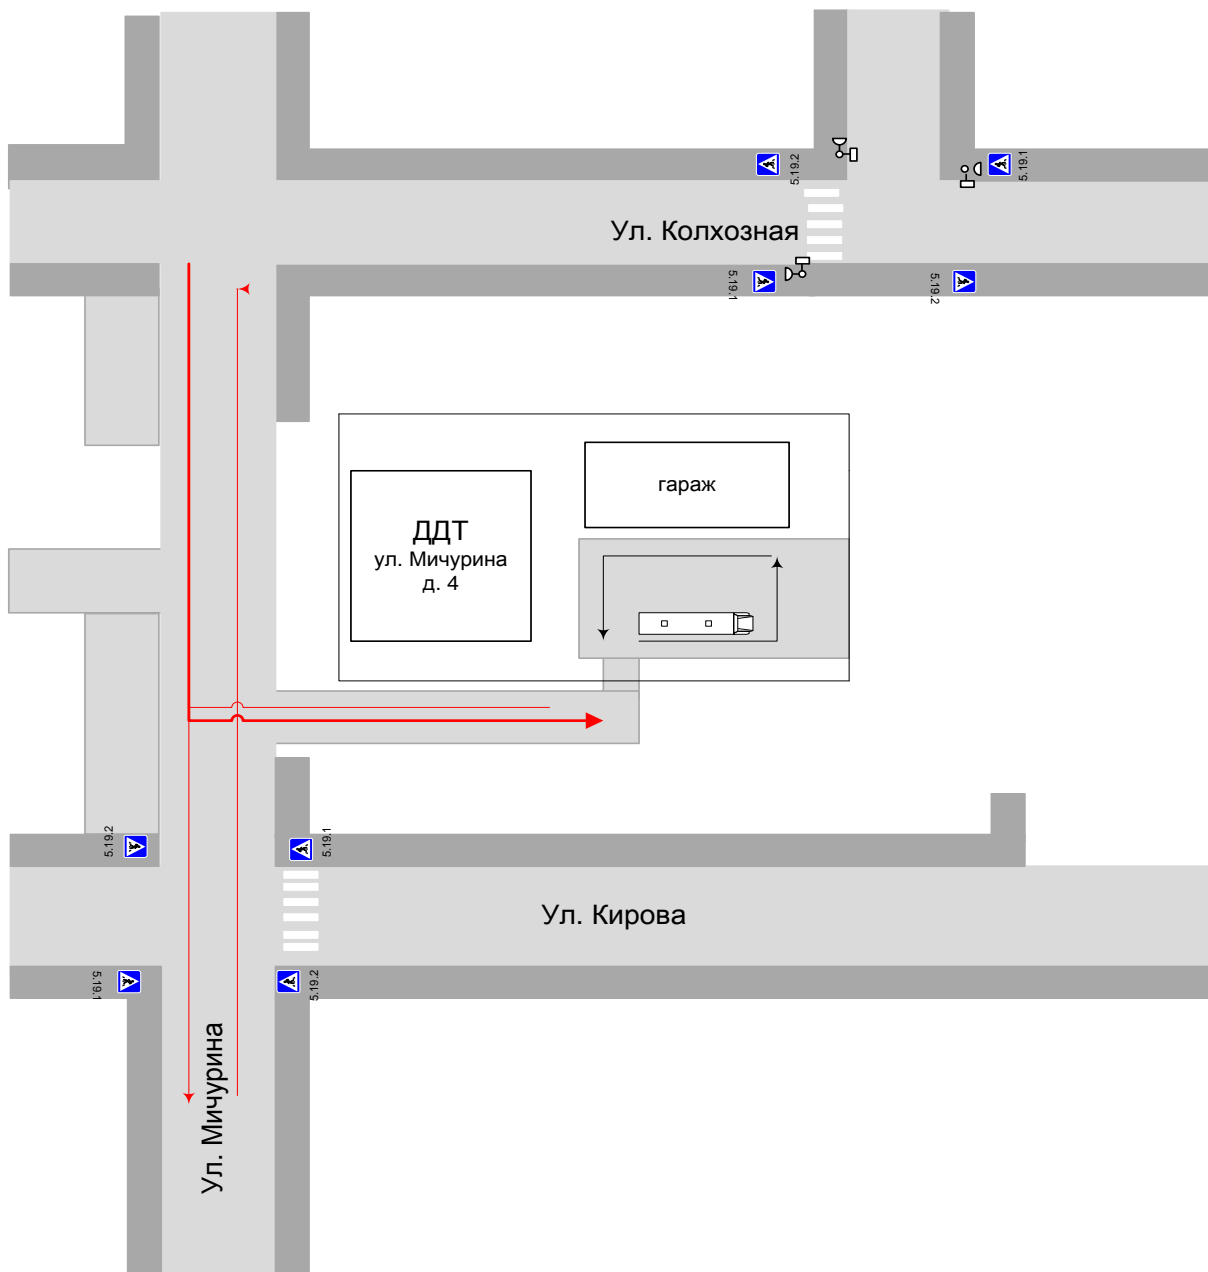 5.19.2
5.19.1
Ул. Колхозная
5.19.1
5.19.2
гараж
ДДТ
ул. Мичурина
д. 4
5.19.2
5.19.1
Ул. Кирова
5.19.1
5.19.2
Ул. Мичурина